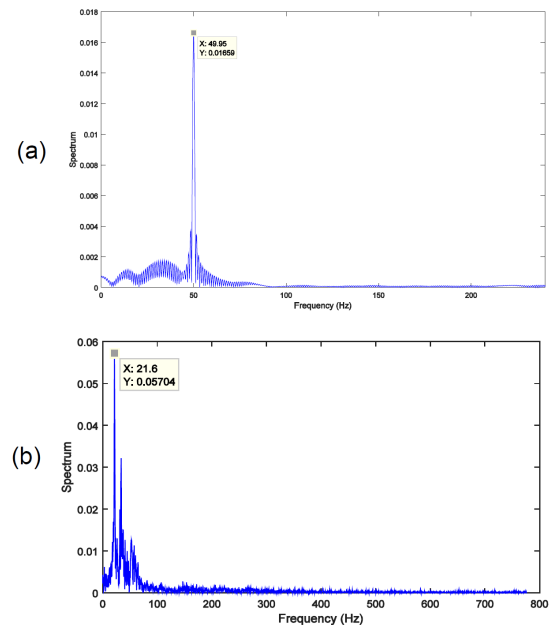 (a)
Spectrum
0.018
0.016
0.014
0.012
0.01
0.008
0.006
0.004
0.002
0
X: 49.95
Y: 0.01659
0 50 100 150 200
Frequency (Hz)
(b)
Spectrum
0.06
0.05
0.04
0.03
0.02
0.01
0
X: 21.6
Y: 0.05704
0 100 200 300 400 500 600 700 800
Frequency (Hz)